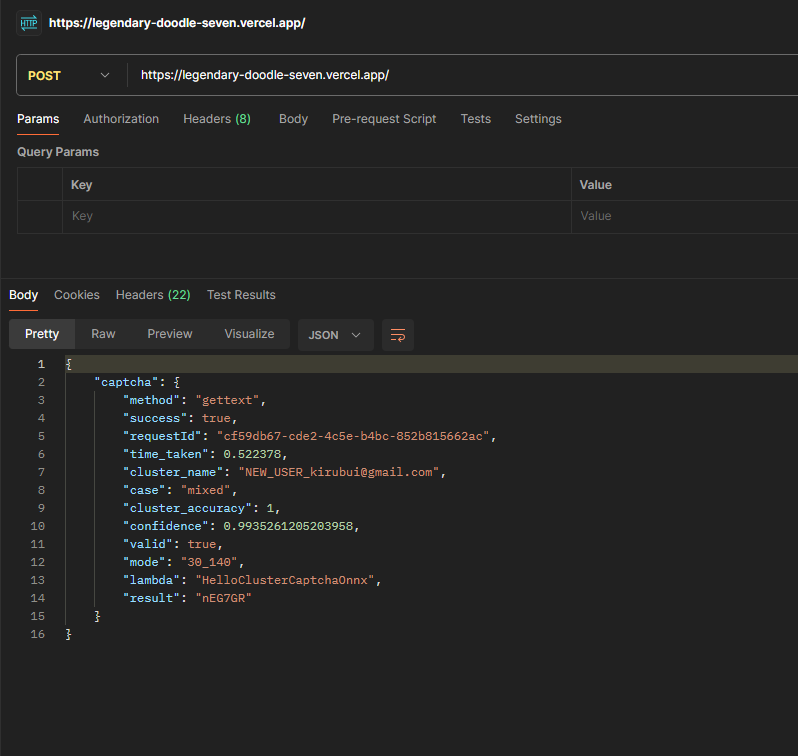 HTTP https://legendary-doodle-seven.vercel.app/
POST https://legendary-doodle-seven.vercel.app/
Params Authorization Headers (8) Body Pre-request Script Tests Settings
Query Params
Key Value
Key Value
Body Cookies Headers (22) Test Results
Pretty Raw Preview Visualize JSON
1 {
2 "captcha": {
3 "method": "gettext",
4 "success": true,
5 "requestId": "cf59db67-cde2-4c5e-b4bc-852b815662ac",
6 "time_taken": 0.522378,
7 "cluster_name": "NEW_USER_kirubui@gmail.com",
8 "case": "mixed",
9 "cluster_accuracy": 1,
10 "confidence": 0.9935261205203958,
11 "valid": true,
12 "mode": "30_140",
13 "lambda": "HelloClusterCaptchaOnnx",
14 "result": "nEG7GR"
15 }
16 }